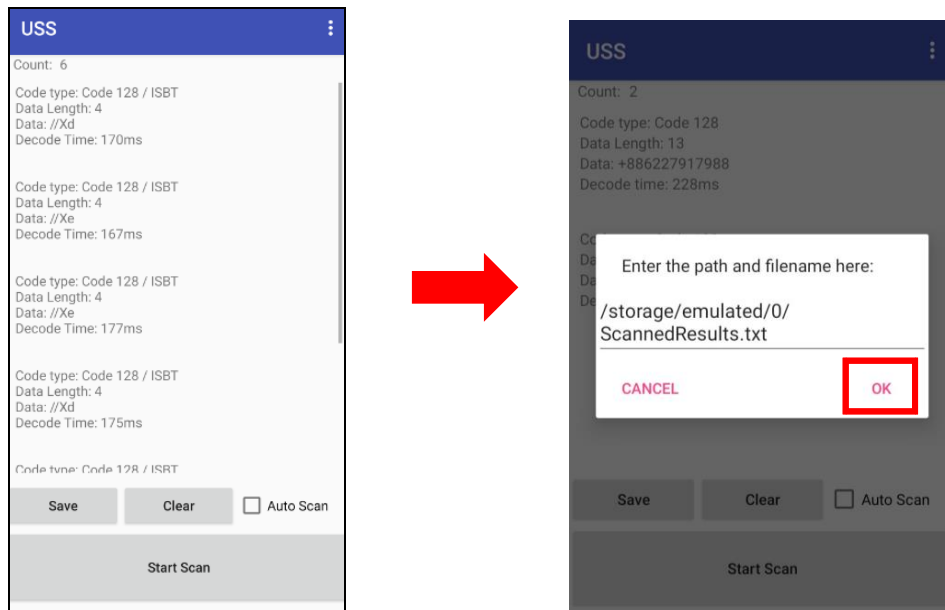 USS
Count: 6
Code type: Code 128 / ISBT
Data Length: 4
Data: //Xd
Decode Time: 170ms
Code type: Code 128 / ISBT
Data Length: 4
Data: //Xe
Decode Time: 167ms
Code type: Code 128 / ISBT
Data Length: 4
Data: //Xe
Decode Time: 177ms
Code type: Code 128 / ISBT
Data Length: 4
Data: //Xd
Decode Time: 175ms
Code type: Code 128 / ISBT
Save Clear Auto Scan
Start Scan
USS
Count: 2
Code type: Code 128
Data Length: 13
Data: +886227917988
Decode time: 228ms
Enter the path and filename here:
/storage/emulated/0/
ScannedResults.txt
CANCEL OK
Save Clear Auto Scan
Start Scan